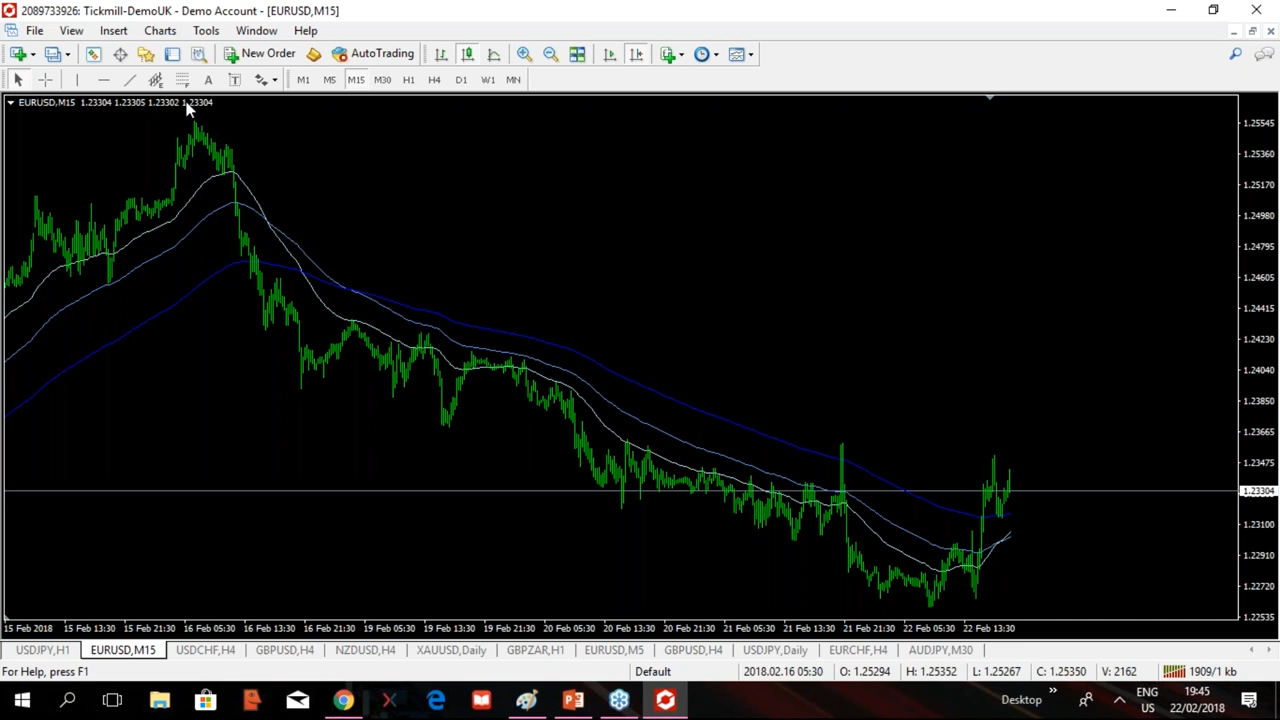 2089733926: Tickmill-DemoUK - Demo Account - [EURUSD,M15]
File View Insert Charts Tools Window Help
New Order AutoTrading
A T M1 M5 M15 M30 H1 H4 D1 W1 MN
EURUSD,M15 1.23304 1.23305 1.23302 1.23304
1.25545
1.25360
1.25170
1.24980
1.24795
1.24605
1.24415
1.24230
1.24040
1.23850
1.23665
1.23475
1.23304
1.23100
1.22910
1.22720
1.22535
15 Feb 2018 15 Feb 13:30 15 Feb 21:30 16 Feb 05:30 16 Feb 13:30 16 Feb 21:30 19 Feb 05:30 19 Feb 13:30 19 Feb 21:30 20 Feb 05:30 20 Feb 13:30 20 Feb 21:30 21 Feb 05:30 21 Feb 13:30 21 Feb 21:30 22 Feb 05:30 22 Feb 13:30
USDJPY,H1 EURUSD,M15 USDCHF,H4 GBPUSD,H4 NZDUSD,H4 XAUUSD,Daily GBPZAR,H1 EURUSD,M5 GBPUSD,H4 USDJPY,Daily EURCHF,H4 AUDJPY,M30
For Help, press F1 Default 2018.02.16 05:30 O: 1.25294 H: 1.25352 L: 1.25267 C: 1.25350 V: 2162 1909/1 kb
Desktop ENG 19:45
US 22/02/2018